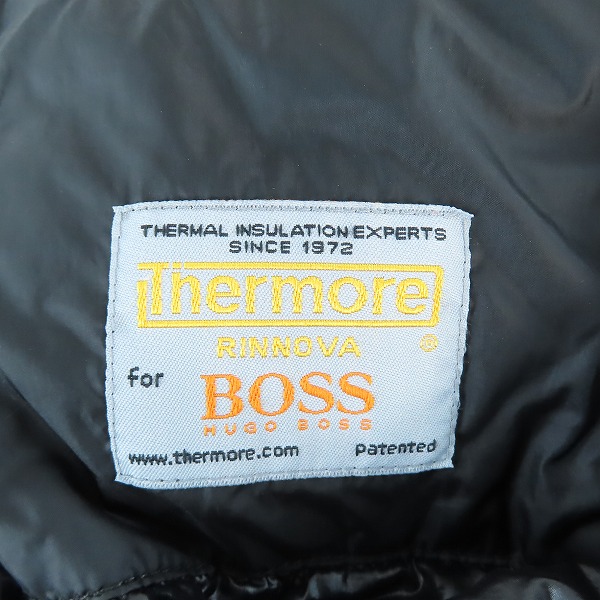 THERMAL INSULATION EXPERTS
SINCE 1972
Thermore
RINNOVA ®
for BOSS
HUGO BOSS
www.thermore.com Patented